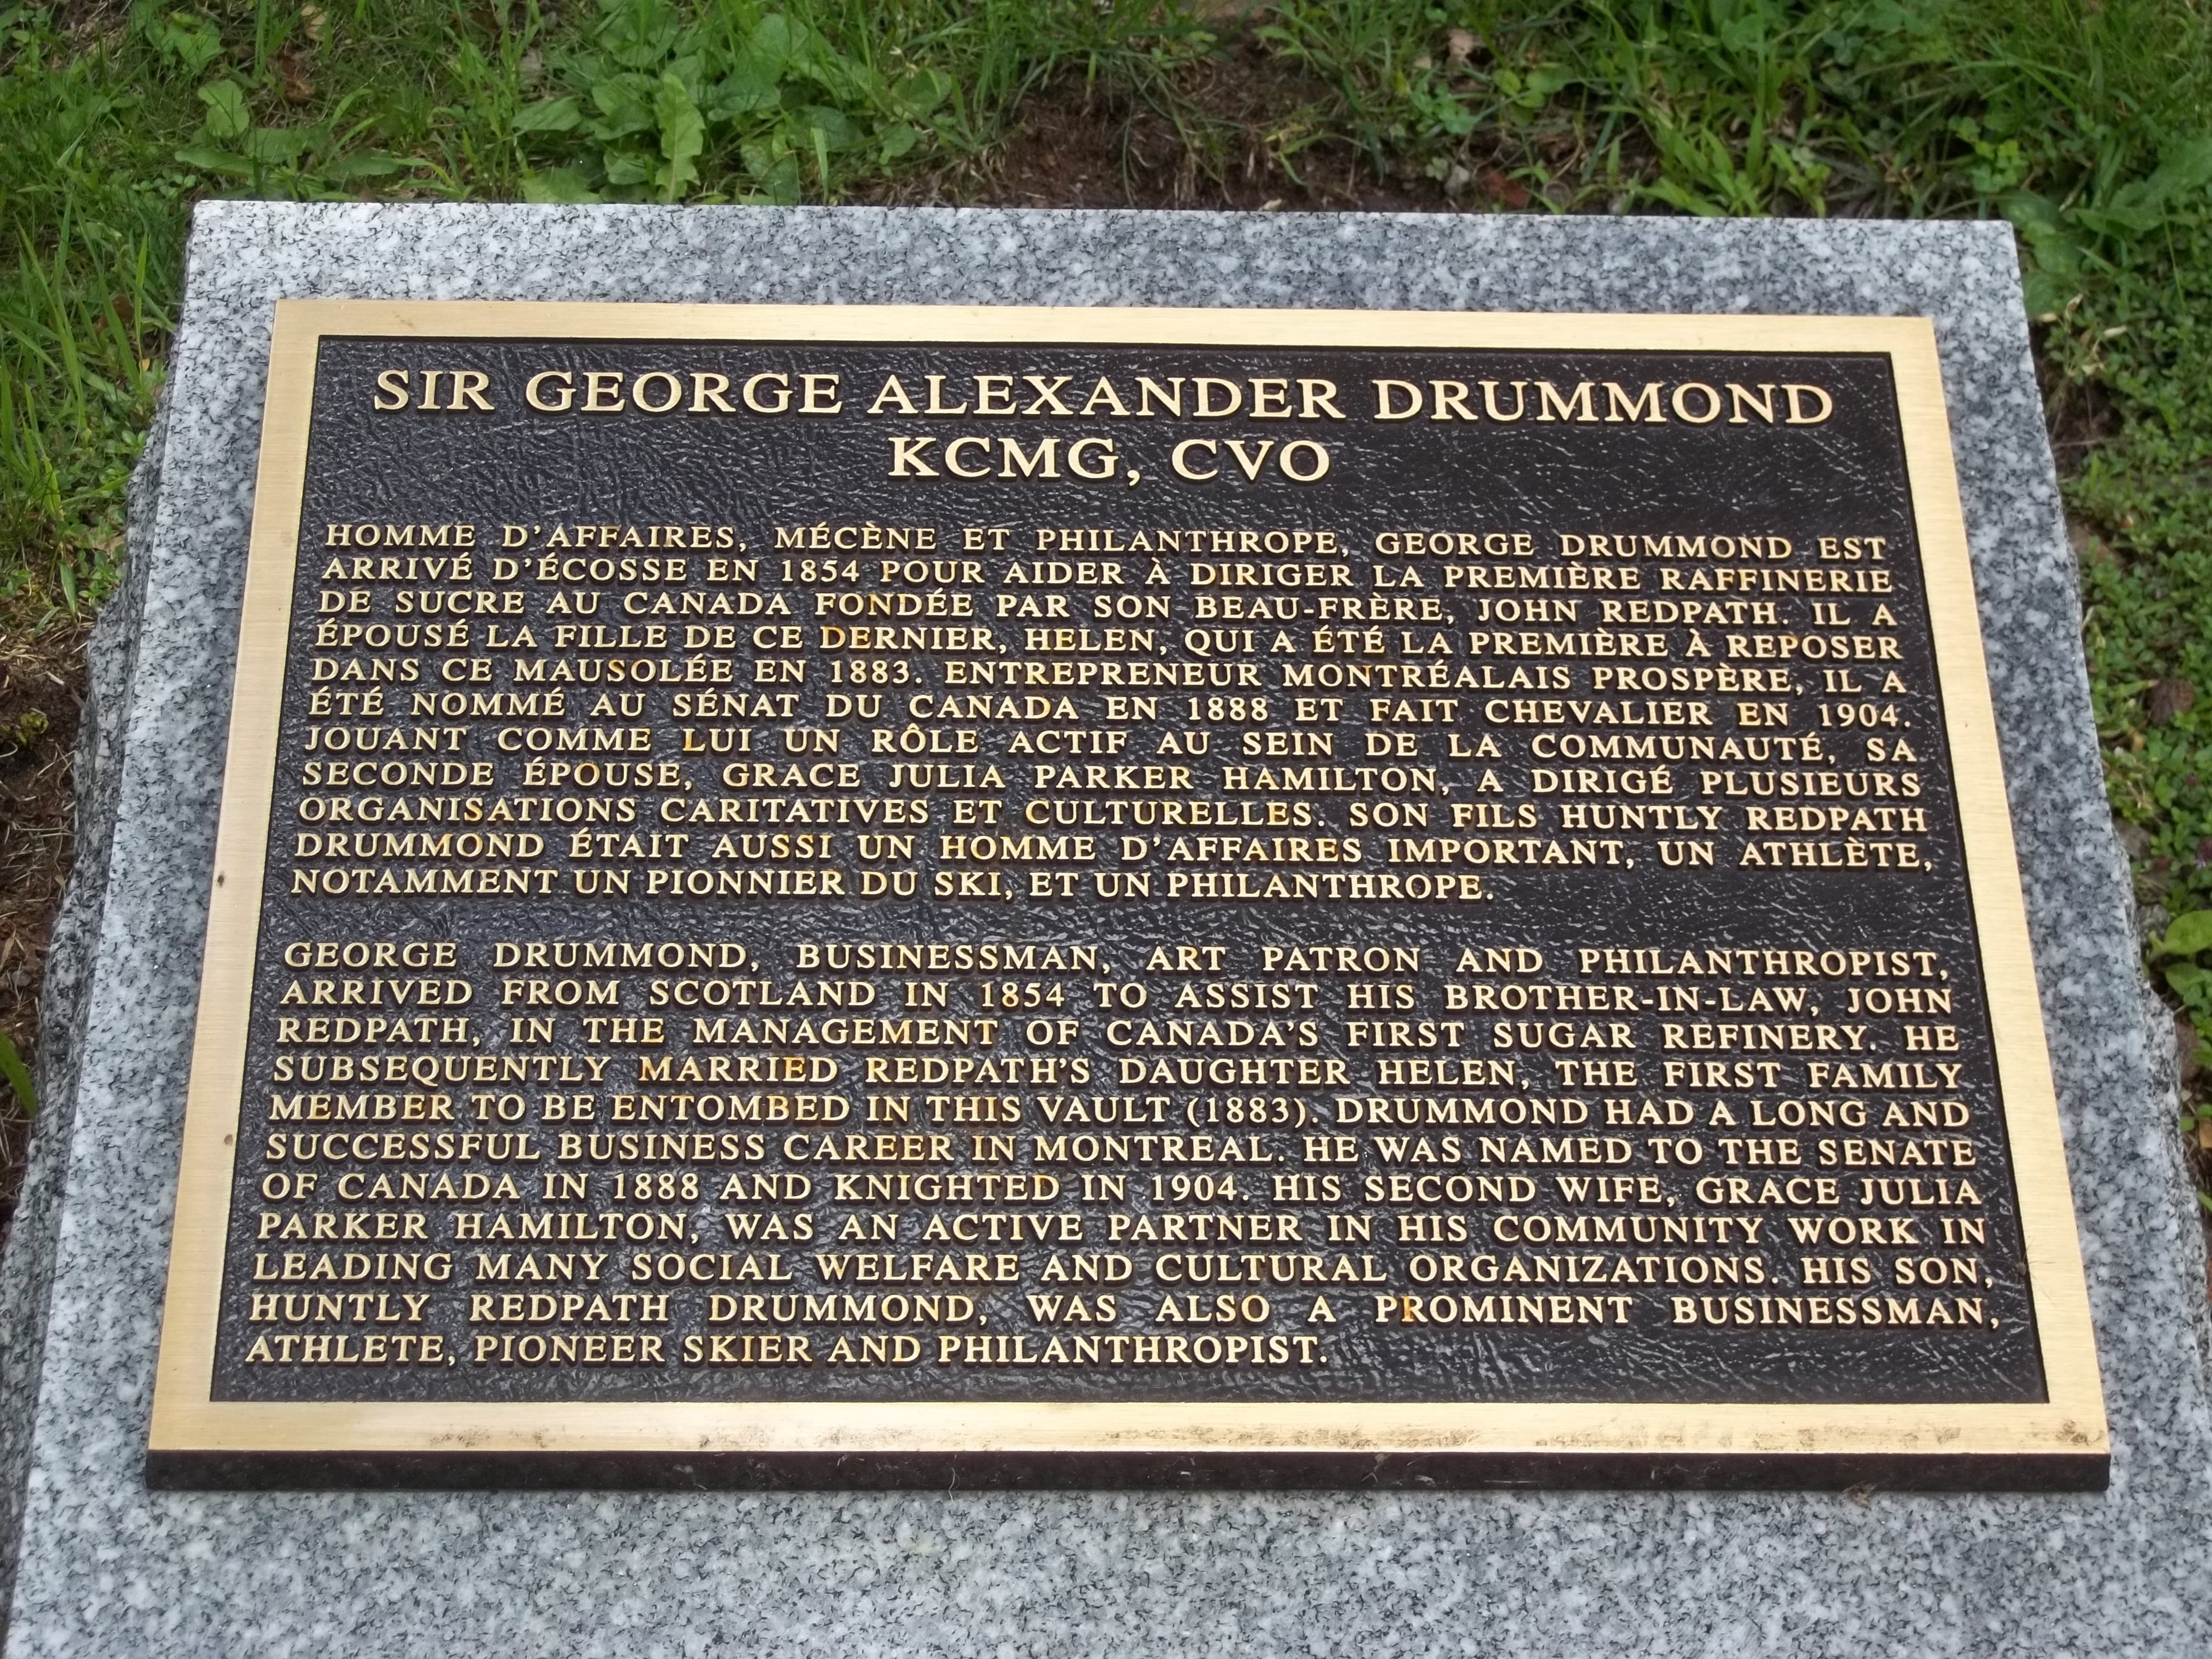 SIR GEORGE ALEXANDER DRUMMOND
KCMG, CVO
HOMME D'AFFAIRES, MÉCÈNE ET PHILANTHROPE, GEORGE DRUMMOND EST
ARRIVÉ D'ÉCOSSE EN 1854 POUR AIDER À DIRIGER LA PREMIÈRE RAFFINERIE
DE SUCRE AU CANADA FONDÉE PAR SON BEAU-FRÈRE, JOHN REDPATH. IL A
ÉPOUSÉ LA FILLE DE CE DERNIER, HELEN, QUI A ÉTÉ LA PREMIÈRE À REPOSER
DANS CE MAUSOLÉE EN 1883. ENTREPRENEUR MONTRÉALAIS PROSPÈRE, IL A
ÉTÉ NOMMÉ AU SÉNAT DU CANADA EN 1888 ET FAIT CHEVALIER EN 1904.
JOUANT COMME LUI UN RÔLE ACTIF AU SEIN DE LA COMMUNAUTÉ, SA
SECONDE ÉPOUSE, GRACE JULIA PARKER HAMILTON, A DIRIGÉ PLUSIEURS
ORGANISATIONS CARITATIVES ET CULTURELLES. SON FILS HUNTLY REDPATH
DRUMMOND ÉTAIT AUSSI UN HOMME D'AFFAIRES IMPORTANT, UN ATHLÈTE,
NOTAMMENT UN PIONNIER DU SKI, ET UN PHILANTHROPE.
GEORGE DRUMMOND, BUSINESSMAN, ART PATRON AND PHILANTHROPIST,
ARRIVED FROM SCOTLAND IN 1854 TO ASSIST HIS BROTHER-IN-LAW, JOHN
REDPATH, IN THE MANAGEMENT OF CANADA'S FIRST SUGAR REFINERY. HE
SUBSEQUENTLY MARRIED REDPATH'S DAUGHTER HELEN, THE FIRST FAMILY
MEMBER TO BE ENTOMBED IN THIS VAULT (1883). DRUMMOND HAD A LONG AND
SUCCESSFUL BUSINESS CAREER IN MONTREAL. HE WAS NAMED TO THE SENATE
OF CANADA IN 1888 AND KNIGHTED IN 1904. HIS SECOND WIFE, GRACE JULIA
PARKER HAMILTON, WAS AN ACTIVE PARTNER IN HIS COMMUNITY WORK IN
LEADING MANY SOCIAL WELFARE AND CULTURAL ORGANIZATIONS. HIS SON,
HUNTLY REDPATH DRUMMOND, WAS ALSO A PROMINENT BUSINESSMAN,
ATHLETE, PIONEER SKIER AND PHILANTHROPIST.